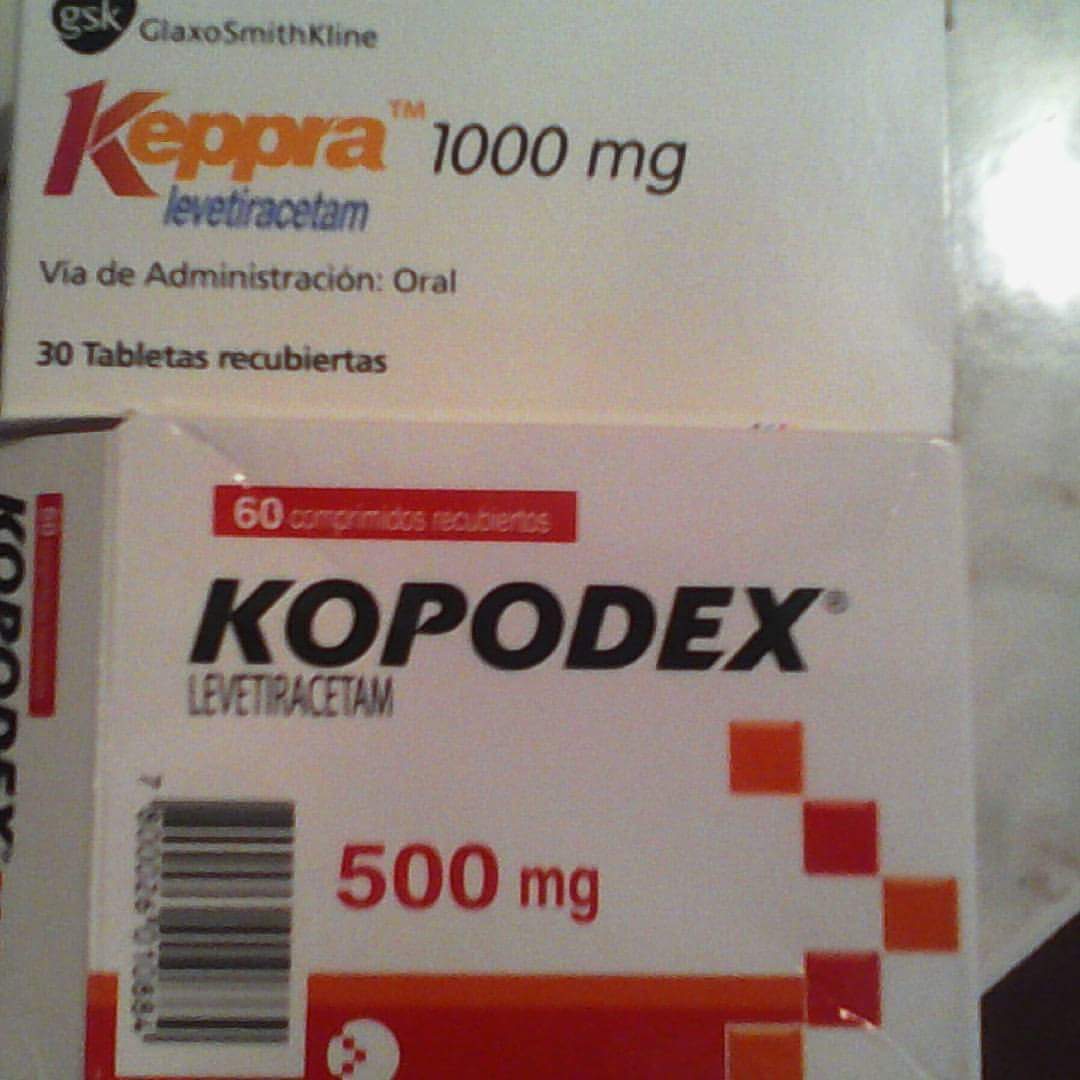 gsk GlaxoSmithKline
Keppra™ 1000 mg
levetiracetam
Vía de Administración: Oral
30 Tabletas recubiertas
60 comprimidos recubiertos
KOPODEX®
LEVETIRACETAM
500 mg
KOPODEX